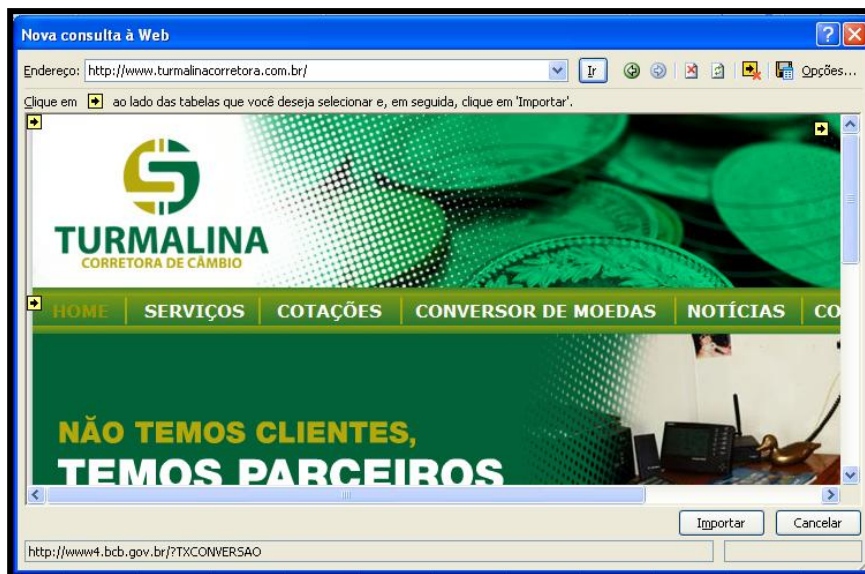 Nova consulta à Web
Endereço: http://www.turmalinacorretora.com.br/ Ir Opções...
Clique em ao lado das tabelas que você deseja selecionar e, em seguida, clique em 'Importar'.
TURMALINA
CORRETORA DE CÂMBIO
HOME SERVIÇOS COTAÇÕES CONVERSOR DE MOEDAS NOTÍCIAS CO
NÃO TEMOS CLIENTES,
TEMOS PARCEIROS
Importar Cancelar
http://www4.bcb.gov.br/?TXCONVERSAO